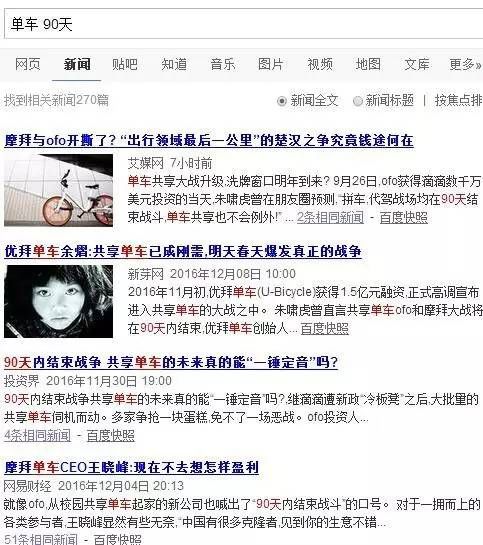 单车 90天
网页 新闻 贴吧 知道 音乐 图片 视频 地图 文库 更多»
找到相关新闻270篇 新闻全文 新闻标题 | 按焦点排
摩拜与ofo开撕了?“出行领域最后一公里”的楚汉之争究竟钱途何在
艾媒网 7小时前
单车共享大战升级,洗牌窗口明年到来? 9月26日,ofo获得滴滴数千万
美元投资的当天,朱啸虎曾在朋友圈预测,“拼车.代驾战场均在90天结
束战斗,单车共享也不会例外!” ... 2条相同新闻 - 百度快照
优拜单车余熠:共享单车已成刚需,明天春天爆发真正的战争
新芽网 2016年12月08日 10:00
2016年11月初,优拜单车(U-Bicycle)获得1.5亿元融资,正式高调宣布
进入共享单车的大战之中。 朱啸虎曾直言共享单车ofo和摩拜大战将
在90天内结束,优拜单车创始人... 百度快照
90天内结束战争 共享单车的未来真的能“一锤定音”吗?
投资界 2016年11月30日 19:00
90天内结束战争共享单车的未来真的能“一锤定音”吗?,继滴滴遭新政“冷板凳”之后,大批量的
共享单车伺机而动。多家争抢一块蛋糕,免不了一场恶战。ofo投资人...
4条相同新闻 - 百度快照
摩拜单车CEO王晓峰:现在不去想怎样盈利
网易财经 2016年12月04日 20:13
就像ofo,从校园共享单车起家的新公司也喊出了“90天内结束战斗”的口号。 对于一拥而上的
各类参与者,王晓峰显然有些无奈,“中国有很多克隆者,见到你的生意不错...
51条相同新闻 - 百度快照